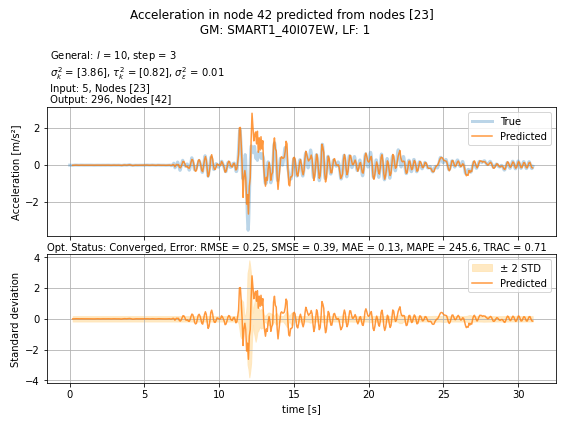 Acceleration in node 42 predicted from nodes [23]
GM: SMART1_40I07EW, LF: 1
General: l = 10, step = 3
σ²ₖ = [3.86], τ²ₖ = [0.82], σ²ε = 0.01
Input: 5, Nodes [23]
Output: 296, Nodes [42]
True
Predicted
2
0
−2
Acceleration [m/s²]
Opt. Status: Converged, Error: RMSE = 0.25, SMSE = 0.39, MAE = 0.13, MAPE = 245.6, TRAC = 0.71
± 2 STD
Predicted
4
2
0
−2
−4
Standard deviation
0 5 10 15 20 25 30
time [s]